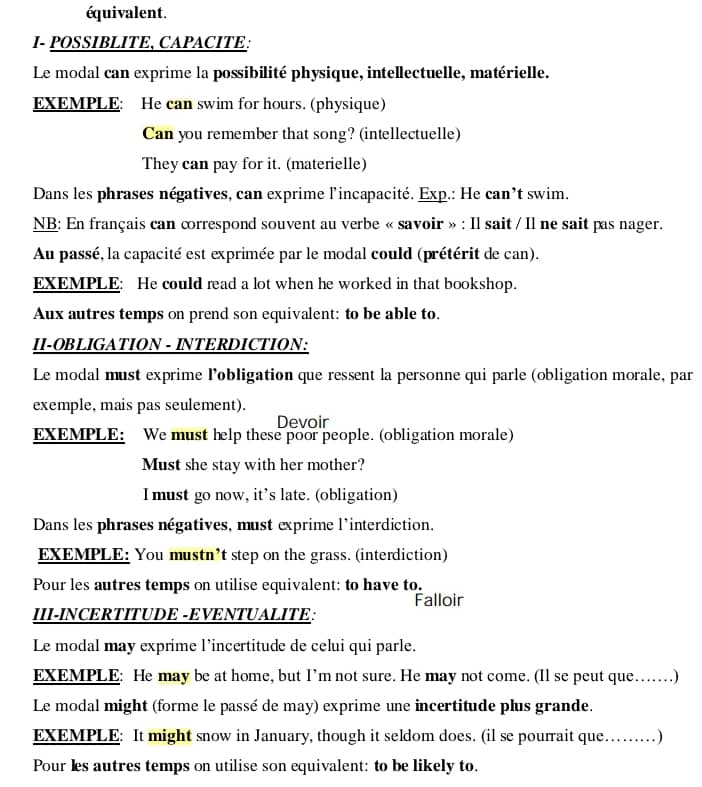 équivalent.
I- POSSIBLITE, CAPACITE:
Le modal can exprime la possibilité physique, intellectuelle, matérielle.
EXEMPLE: He can swim for hours. (physique)
Can you remember that song? (intellectuelle)
They can pay for it. (materielle)
Dans les phrases négatives, can exprime l'incapacité. Exp.: He can't swim.
NB: En français can correspond souvent au verbe « savoir » : Il sait / Il ne sait pas nager.
Au passé, la capacité est exprimée par le modal could (prétérit de can).
EXEMPLE: He could read a lot when he worked in that bookshop.
Aux autres temps on prend son equivalent: to be able to.
II-OBLIGATION - INTERDICTION:
Le modal must exprime l'obligation que ressent la personne qui parle (obligation morale, par
exemple, mais pas seulement).
Devoir
EXEMPLE: We must help these poor people. (obligation morale)
Must she stay with her mother?
I must go now, it's late. (obligation)
Dans les phrases négatives, must exprime l'interdiction.
EXEMPLE: You mustn't step on the grass. (interdiction)
Pour les autres temps on utilise equivalent: to have to.
Falloir
III-INCERTITUDE -EVENTUALITE:
Le modal may exprime l'incertitude de celui qui parle.
EXEMPLE: He may be at home, but I'm not sure. He may not come. (Il se peut que…….)
Le modal might (forme le passé de may) exprime une incertitude plus grande.
EXEMPLE: It might snow in January, though it seldom does. (il se pourrait que………)
Pour les autres temps on utilise son equivalent: to be likely to.